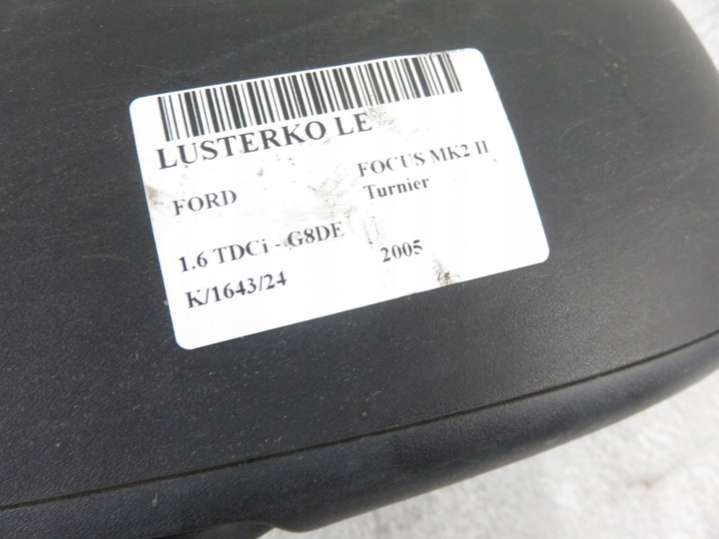 LUSTERKO LE
FORD FOCUS MK2 II
Turnier
1.6 TDCi - G8DE 2005
K/1643/24